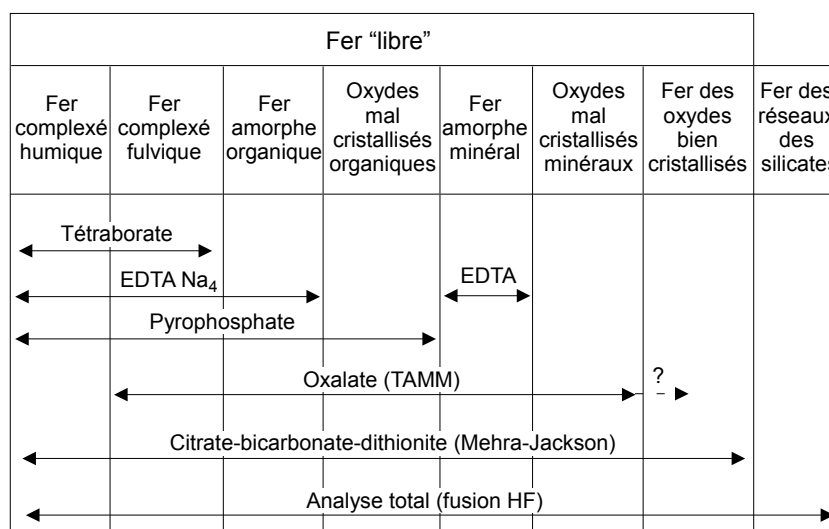 Fer “libre”
Fer
complexé
humique
Fer
complexé
fulvique
Fer
amorphe
organique
Oxydes
mal
cristallisés
organiques
Fer
amorphe
minéral
Oxydes
mal
cristallisés
minéraux
Fer des
oxydes
bien
cristallisés
Fer des
réseaux
des
silicates
Tétraborate
EDTA Na4
EDTA
Pyrophosphate
Oxalate (TAMM)
?
Citrate-bicarbonate-dithionite (Mehra-Jackson)
Analyse total (fusion HF)